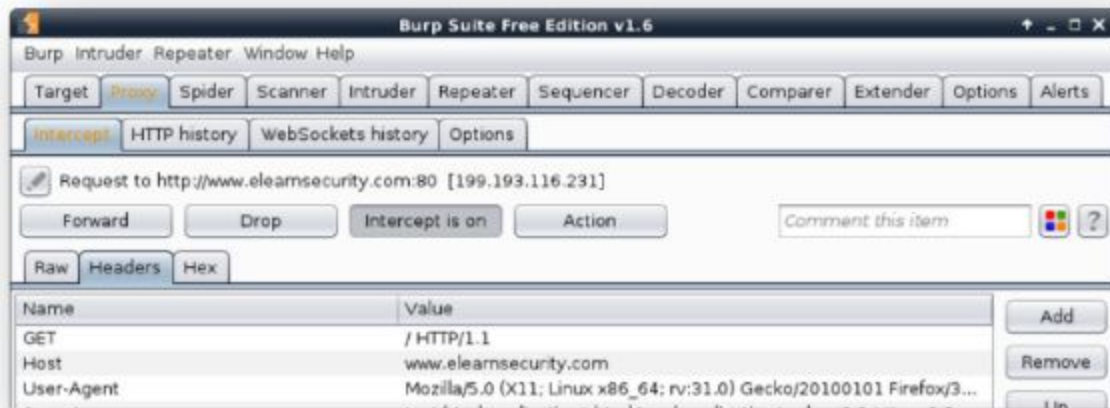 Burp Suite Free Edition v1.6
Burp Intruder Repeater Window Help
Target Proxy Spider Scanner Intruder Repeater Sequencer Decoder Comparer Extender Options Alerts
Intercept HTTP history WebSockets history Options
Request to http://www.elearnsecurity.com:80 [199.193.116.231]
Forward Drop Intercept is on Action Comment this item ?
Raw Headers Hex
Name Value Add
GET / HTTP/1.1
Host www.elearnsecurity.com Remove
User-Agent Mozilla/5.0 (X11; Linux x86_64; rv:31.0) Gecko/20100101 Firefox/3...
Up